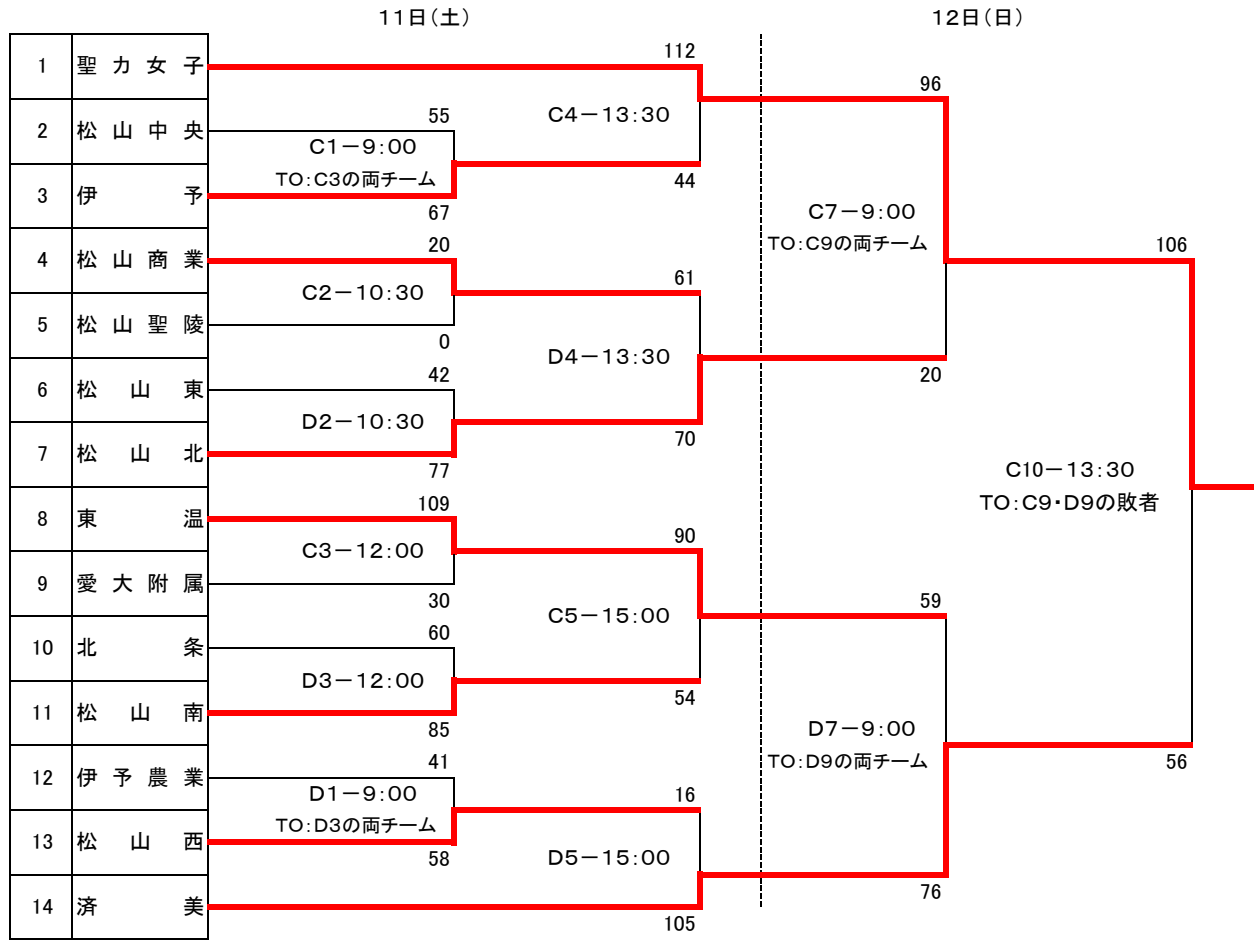 11日(土)
12日(日)
1 聖力女子
112
96
2 松山中央
55
C4-13:30
C1-9:00
TO:C3の両チーム
44
3 伊予
67
C7-9:00
TO:C9の両チーム
4 松山商業
20
61
106
C2-10:30
5 松山聖陵
0
D4-13:30
6 松山東
42
20
D2-10:30
7 松山北
77
70
C10-13:30
TO:C9・D9の敗者
8 東温
109
90
C3-12:00
9 愛大附属
30
59
C5-15:00
10 北条
60
D3-12:00
54
11 松山南
85
D7-9:00
TO:D9の両チーム
12 伊予農業
41
56
D1-9:00
16
TO:D3の両チーム
13 松山西
58
D5-15:00
76
14 済美
105